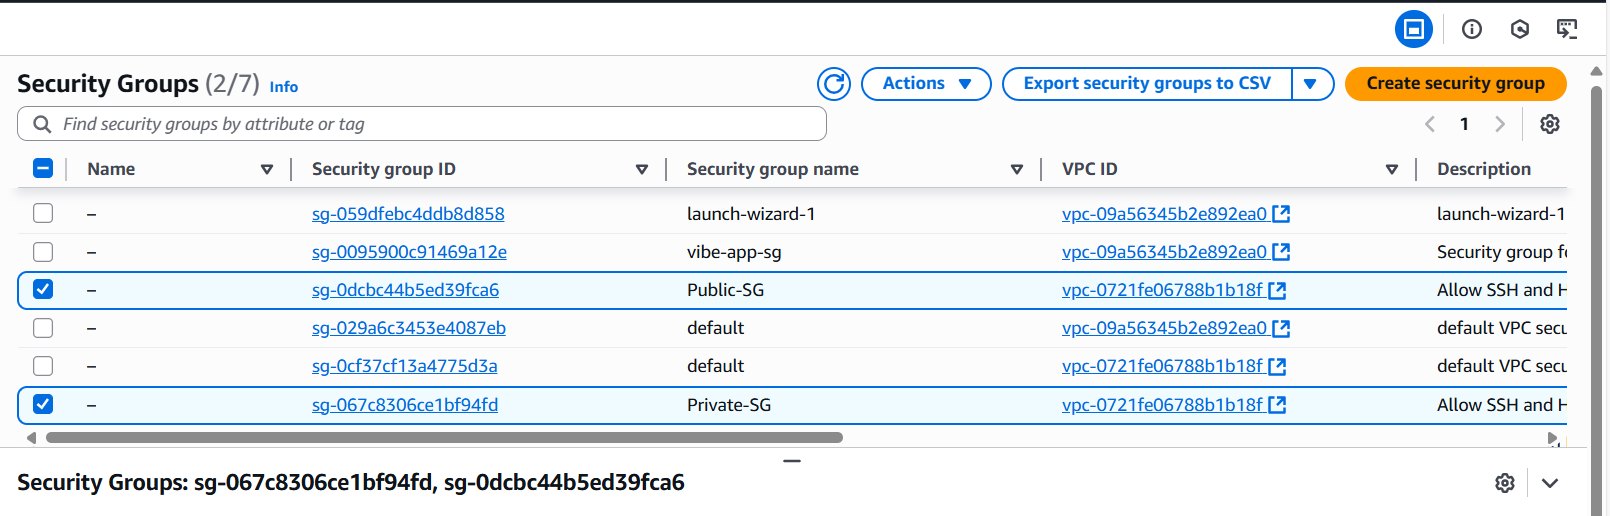 Security Groups (2/7) Info Actions Export security groups to CSV Create security group
Find security groups by attribute or tag 1
Name Security group ID Security group name VPC ID Description
– sg-059dfebc4ddb8d858 launch-wizard-1 vpc-09a56345b2e892ea0 launch-wizard-1
– sg-0095900c91469a12e vibe-app-sg vpc-09a56345b2e892ea0 Security group fo
– sg-0dcbc44b5ed39fca6 Public-SG vpc-0721fe06788b1b18f Allow SSH and H
– sg-029a6c3453e4087eb default vpc-09a56345b2e892ea0 default VPC secu
– sg-0cf37cf13a4775d3a default vpc-0721fe06788b1b18f default VPC secu
– sg-067c8306ce1bf94fd Private-SG vpc-0721fe06788b1b18f Allow SSH and H
Security Groups: sg-067c8306ce1bf94fd, sg-0dcbc44b5ed39fca6